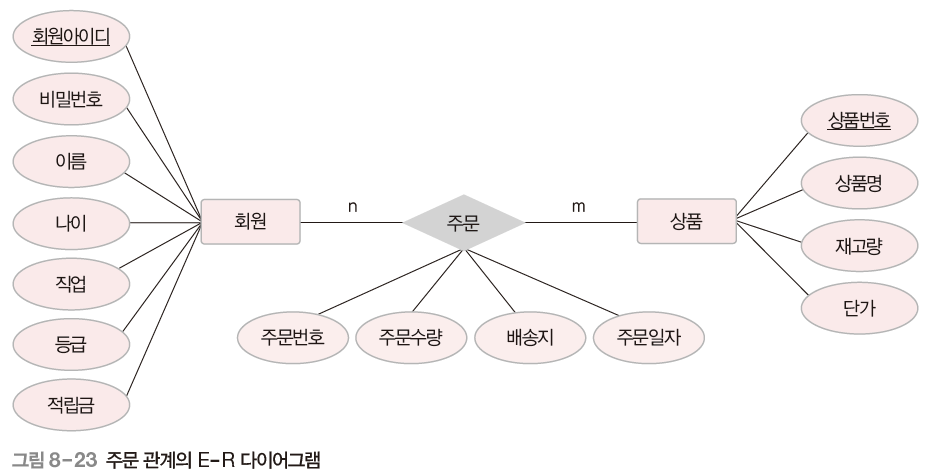 회원아이디
비밀번호
이름
나이
직업
등급
적립금
회원
n
주문
m
상품
상품번호
상품명
재고량
단가
주문번호
주문수량
배송지
주문일자
그림 8-23 주문 관계의 E-R 다이어그램